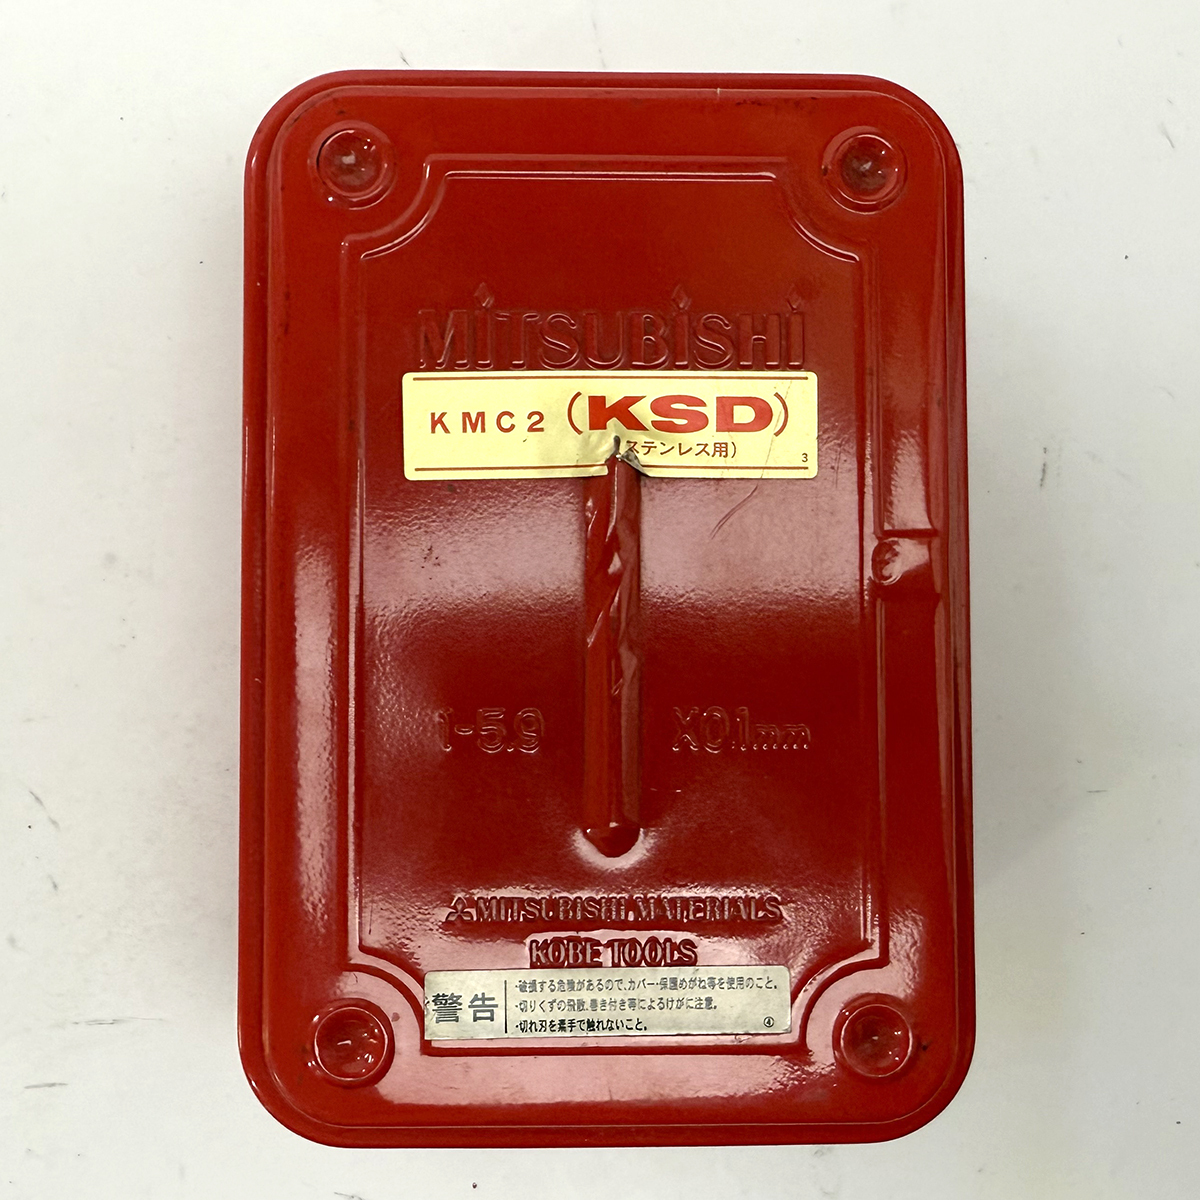 MITSUBISHI
KMC2 (KSD)
(ステンレス用)
3
1-5.9 X0.1mm
MITSUBISHI MATERIALS
KOBE TOOLS
警告
・破損する危険があるので、カバー・保護めがね等を使用のこと。
・切りくずの飛散、巻き付き等によるけがに注意。
・切れ刃を素手で触れないこと。
④